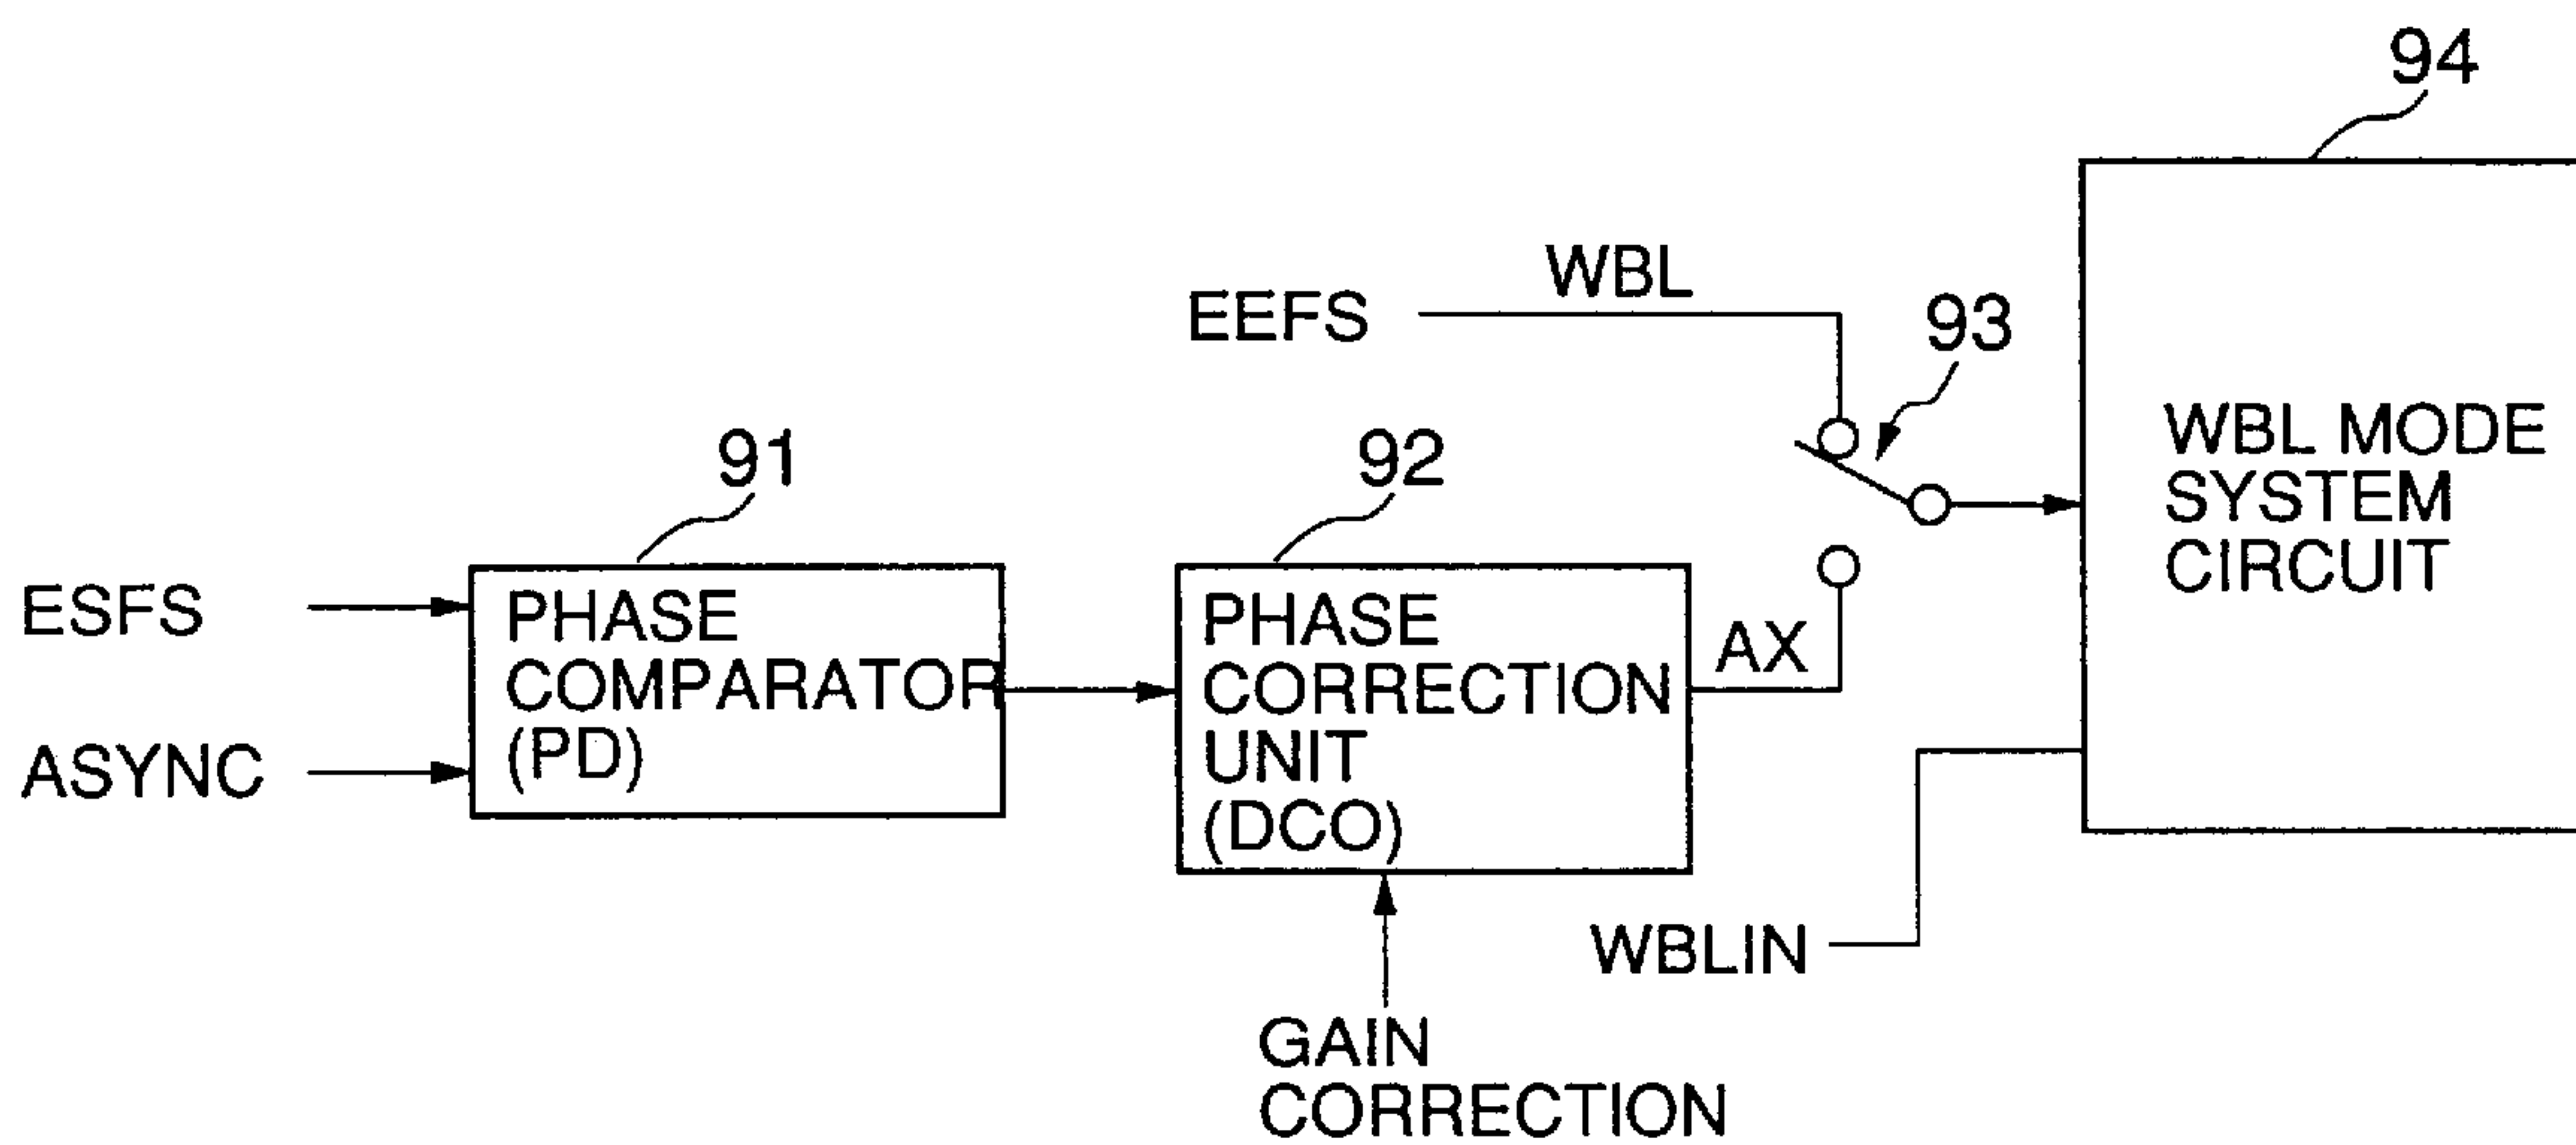 94
WBL
EEFS
93
WBL MODE
SYSTEM
CIRCUIT
91
92
ESFS
PHASE
COMPARATOR
(PD)
ASYNC
PHASE
CORRECTION
UNIT
(DCO)
AX
WBLIN
GAIN
CORRECTION